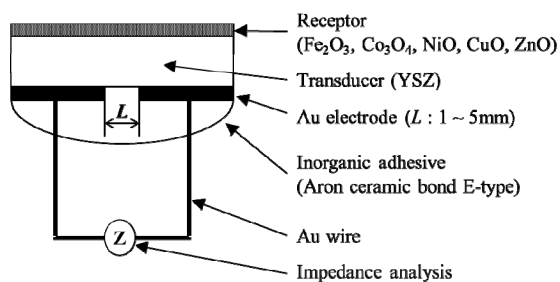 Receptor
(Fe₂O₃, Co₃O₄, NiO, CuO, ZnO)
Transducer (YSZ)
L
Au electrode (L : 1 ~ 5mm)
Inorganic adhesive
(Aron ceramic bond E-type)
Au wire
Z
Impedance analysis